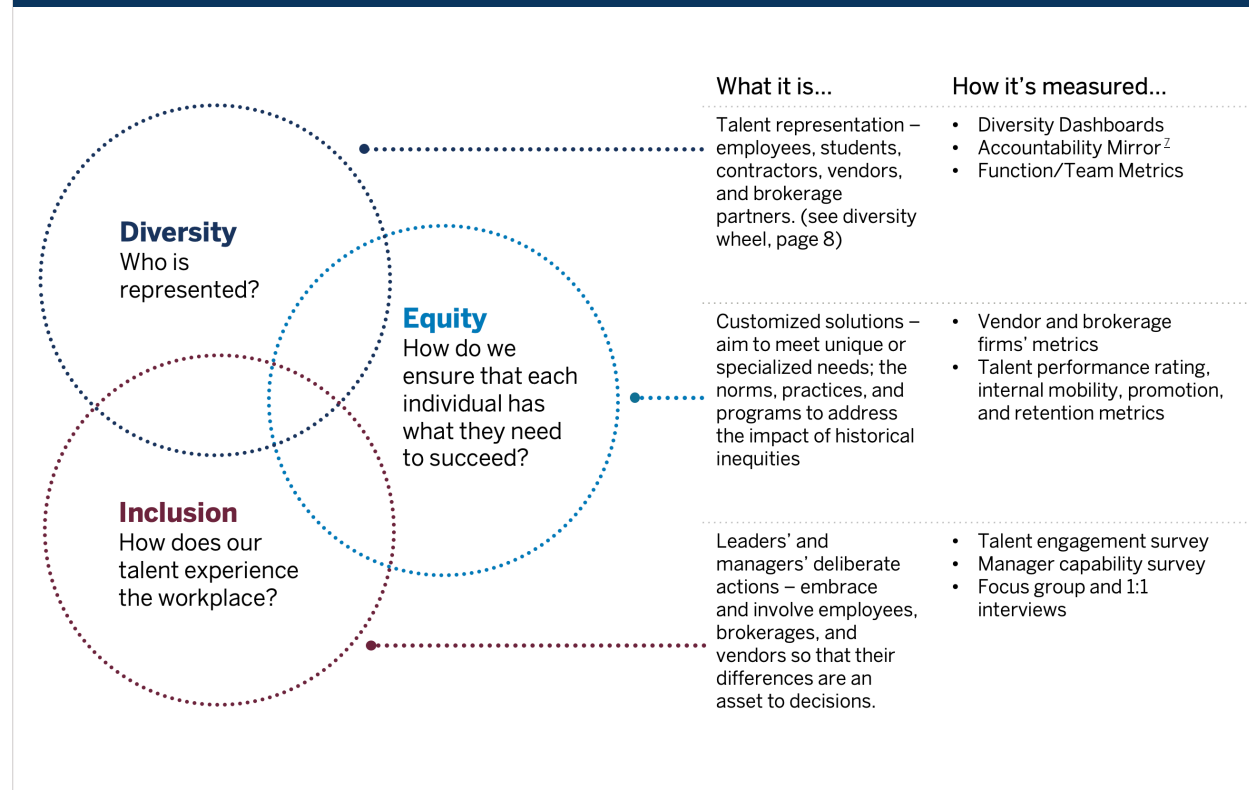 What it is...
How it's measured...
Diversity
Who is
represented?
Talent representation –
employees, students,
contractors, vendors,
and brokerage
partners. (see diversity
wheel, page 8)
• Diversity Dashboards
• Accountability Mirror7
• Function/Team Metrics
Equity
How do we
ensure that each
individual has
what they need
to succeed?
Customized solutions –
aim to meet unique or
specialized needs; the
norms, practices, and
programs to address
the impact of historical
inequities
• Vendor and brokerage
firms' metrics
• Talent performance rating,
internal mobility, promotion,
and retention metrics
Inclusion
How does our
talent experience
the workplace?
Leaders' and
managers' deliberate
actions – embrace
and involve employees,
brokerages, and
vendors so that their
differences are an
asset to decisions.
• Talent engagement survey
• Manager capability survey
• Focus group and 1:1
interviews